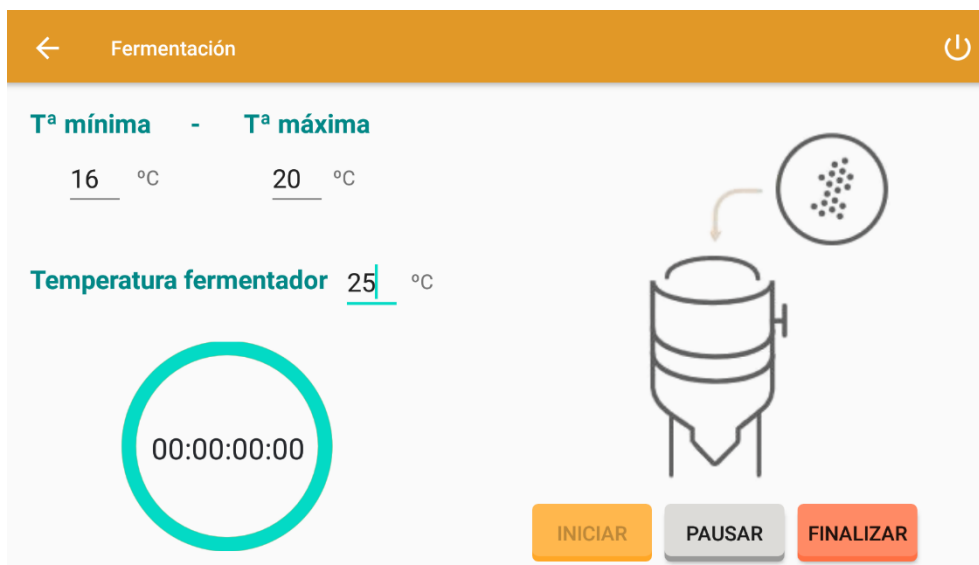 Fermentación
Tª mínima - Tª máxima
16 ºC 20 ºC
Temperatura fermentador 25 ºC
00:00:00:00
INICIAR PAUSAR FINALIZAR